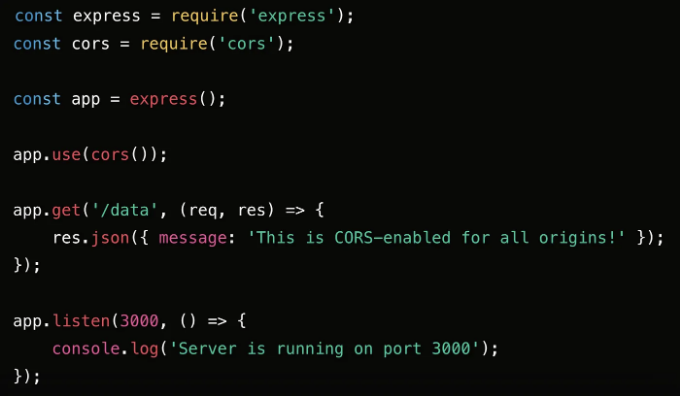 const express = require('express');
const cors = require('cors');
const app = express();
app.use(cors());
app.get('/data', (req, res) => {
    res.json({ message: 'This is CORS-enabled for all origins!' });
});
app.listen(3000, () => {
    console.log('Server is running on port 3000');
});